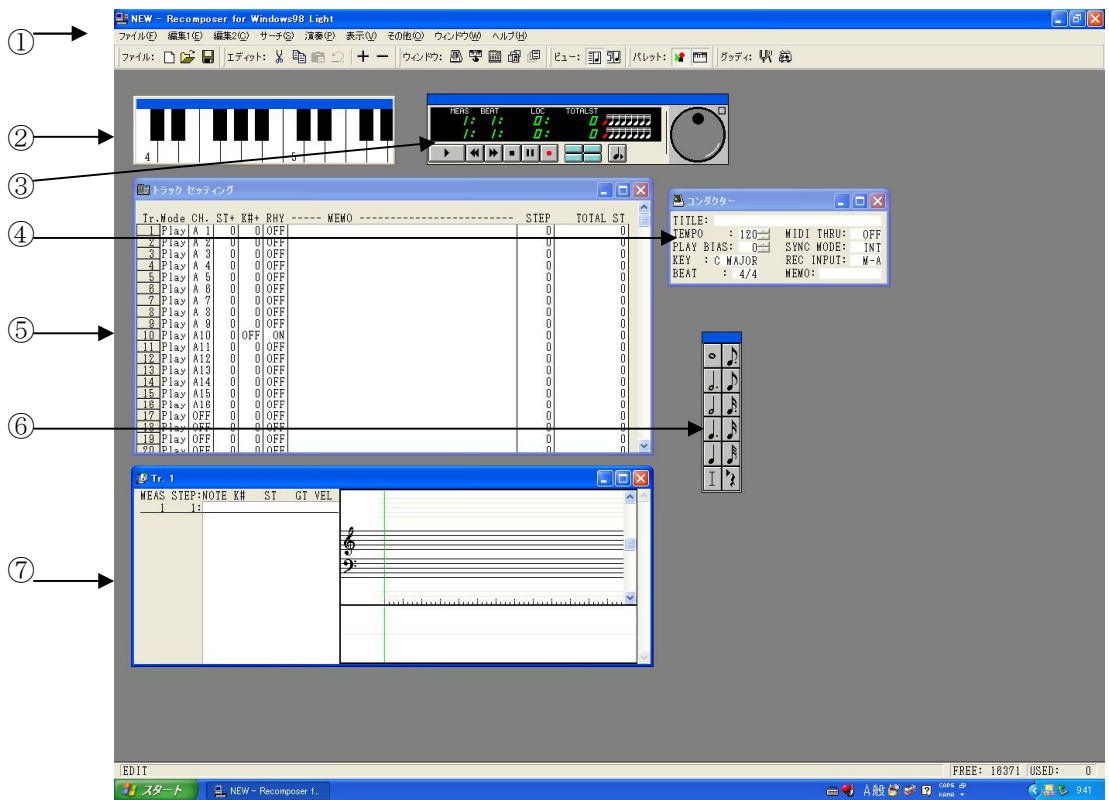 ①
②
③
④
⑤
⑥
⑦
NEW - Recomposer for Windows98 Light
ファイル(F) 編集1(E) 編集2(C) サーチ(S) 演奏(P) 表示(V) その他(O) ウィンドウ(W) ヘルプ(H)
ファイル: エディット: ウィンドウ: ビュー: パレット: グッディ:
4 5
MEAS BEAT LOC TOTALST
1: 1: 0: 0
1: 1: 0: 0
トラック セッティング
Tr.Mode CH. ST+ K#+ RHY ----- MEMO -------------------------- STEP TOTAL ST
1 Play A 1 0 0 OFF 0 0
2 Play A 2 0 0 OFF 0 0
3 Play A 3 0 0 OFF 0 0
4 Play A 4 0 0 OFF 0 0
5 Play A 5 0 0 OFF 0 0
6 Play A 6 0 0 OFF 0 0
7 Play A 7 0 0 OFF 0 0
8 Play A 8 0 0 OFF 0 0
9 Play A 9 0 0 OFF 0 0
10 Play A10 0 OFF ON 0 0
11 Play A11 0 0 OFF 0 0
12 Play A12 0 0 OFF 0 0
13 Play A13 0 0 OFF 0 0
14 Play A14 0 0 OFF 0 0
15 Play A15 0 0 OFF 0 0
16 Play A16 0 0 OFF 0 0
17 Play OFF 0 0 OFF 0 0
18 Play OFF 0 0 OFF 0 0
19 Play OFF 0 0 OFF 0 0
20 Play OFF 0 0 OFF 0 0
コンダクター
TITLE:
TEMPO : 120 MIDI THRU: OFF
PLAY BIAS: 0 SYNC MODE: INT
KEY : C MAJOR REC INPUT: M-A
BEAT : 4/4 MEMO:
Tr. 1
MEAS STEP:NOTE K# ST GT VEL
1 1:
EDIT FREE: 16371 USED: 0
スタート NEW - Recomposer f... A 般 CAPS KANA 9:41